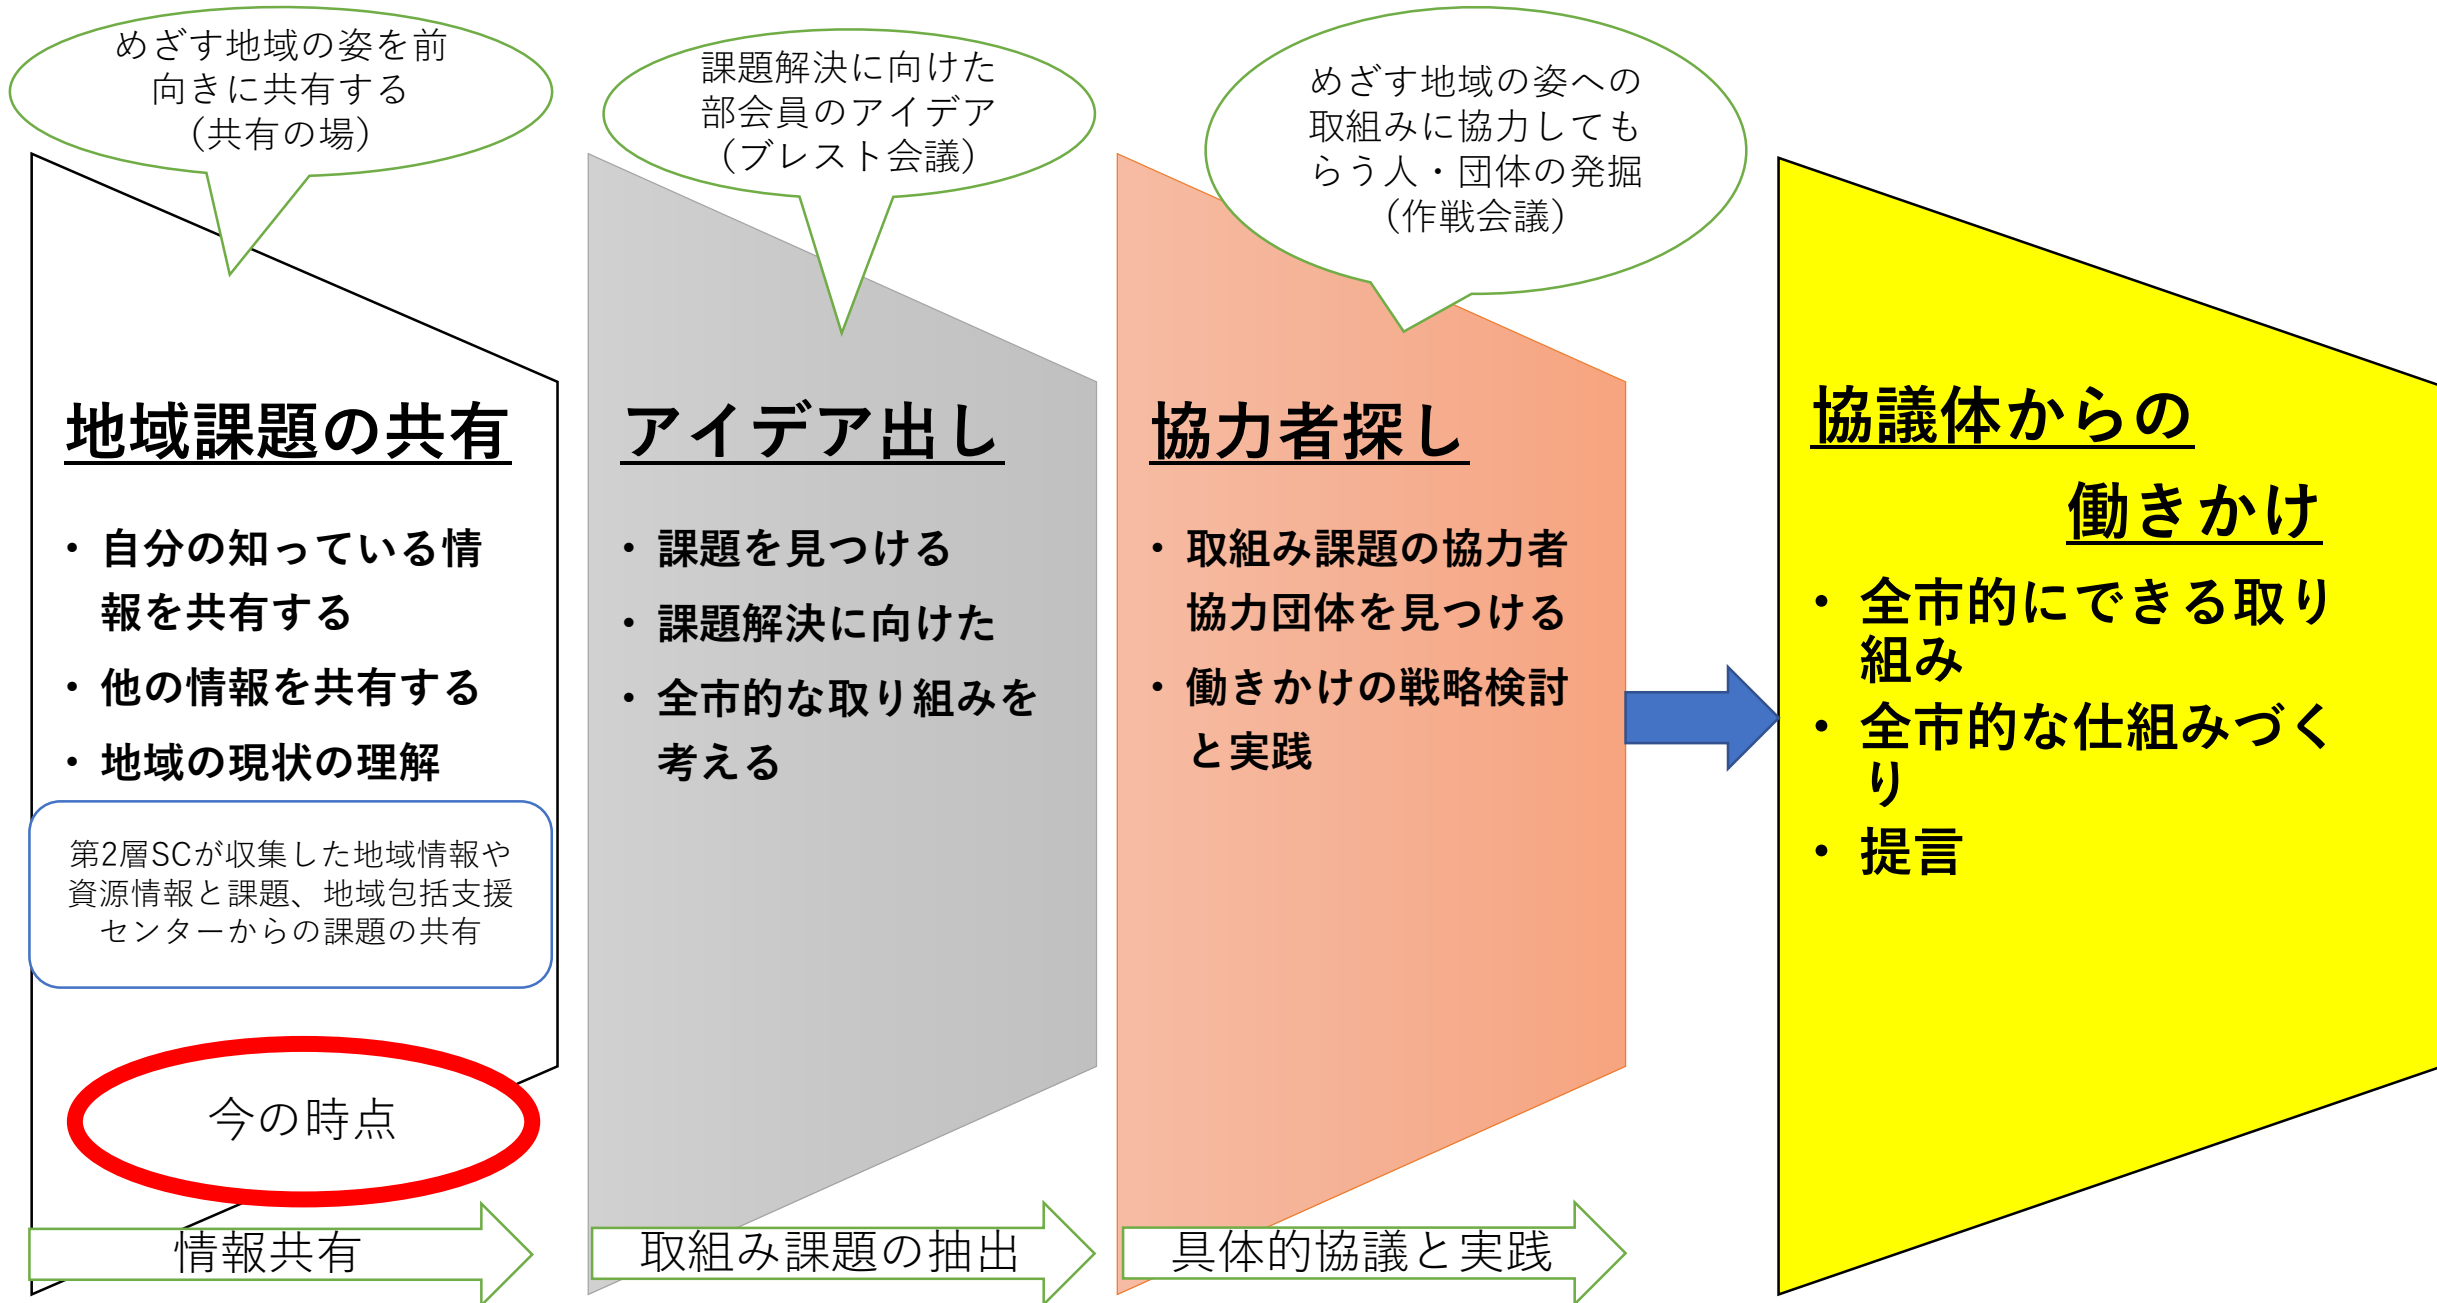 めざす地域の姿を前
向きに共有する
（共有の場）
課題解決に向けた
部会員のアイデア
（ブレスト会議）
めざす地域の姿への
取組みに協力しても
らう人・団体の発掘
（作戦会議）
地域課題の共有
・自分の知っている情
報を共有する
・他の情報を共有する
・地域の現状の理解
第2層SCが収集した地域情報や
資源情報と課題、地域包括支援
センターからの課題の共有
今の時点
情報共有
アイデア出し
・課題を見つける
・課題解決に向けた
・全市的な取り組みを
考える
取組み課題の抽出
協力者探し
・取組み課題の協力者
協力団体を見つける
・働きかけの戦略検討
と実践
具体的協議と実践
協議体からの
働きかけ
・全市的にできる取り
組み
・全市的な仕組みづく
り
・提言